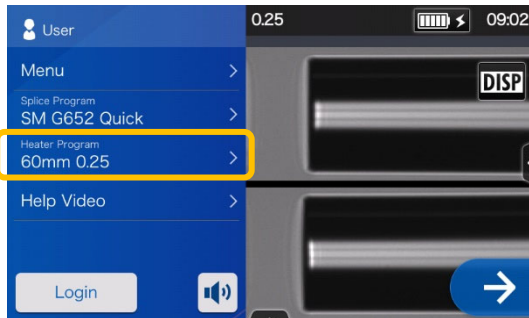 User
0.25
09:02
Menu
DISP
Splice Program
SM G652 Quick
Heater Program
60mm 0.25
Help Video
Login